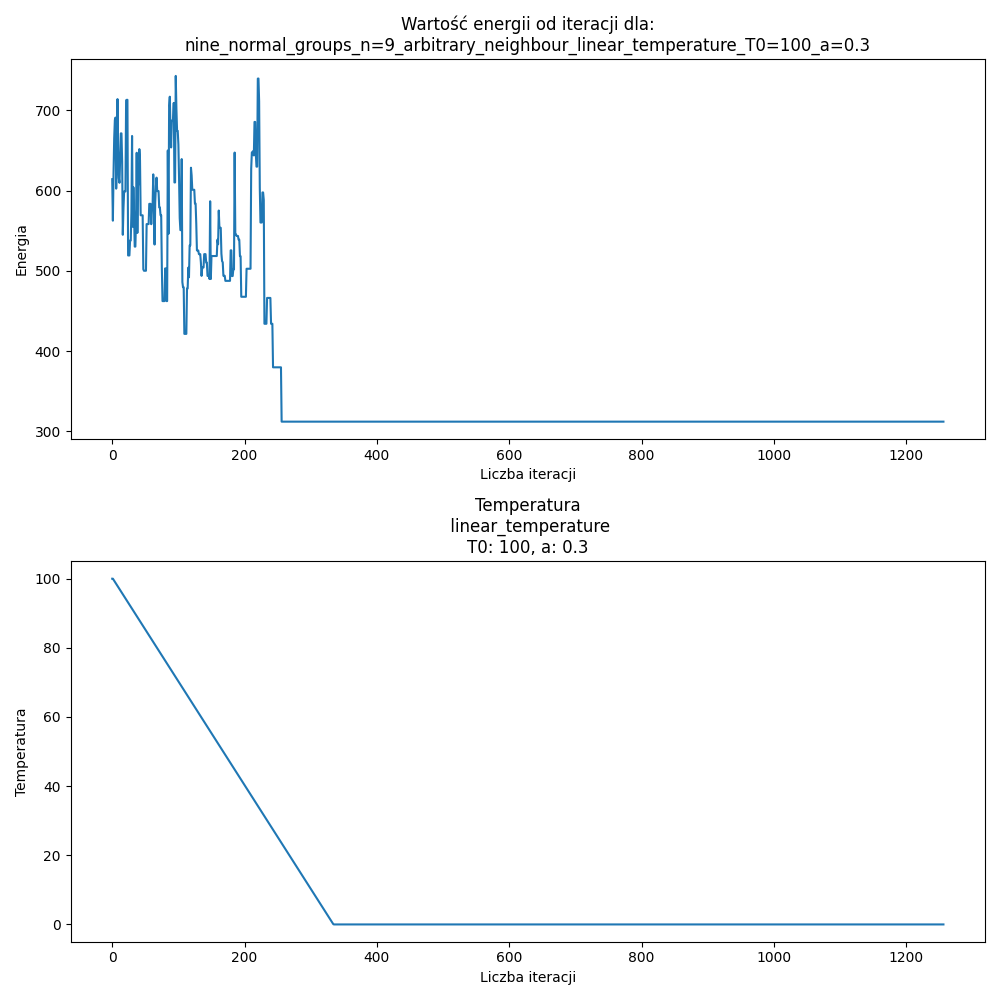 Wartość energii od iteracji dla:
nine_normal_groups_n=9_arbitrary_neighbour_linear_temperature_T0=100_a=0.3
700
600
500
400
300
Energia
0 200 400 600 800 1000 1200
Liczba iteracji
Temperatura
linear_temperature
T0: 100, a: 0.3
100
80
60
40
20
0
Temperatura
0 200 400 600 800 1000 1200
Liczba iteracji